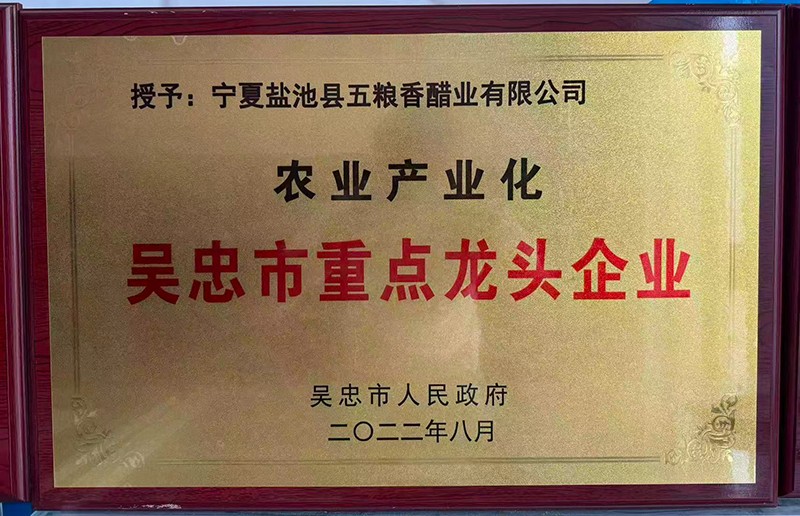 授予：宁夏盐池县五粮香醋业有限公司
农业产业化
吴忠市重点龙头企业
吴忠市人民政府
二〇二二年八月